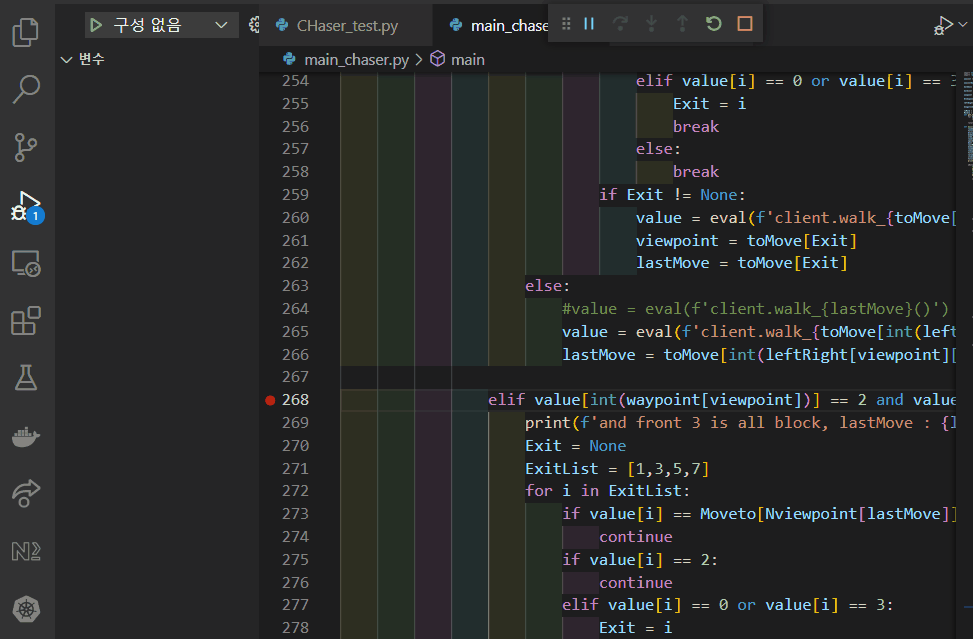 구성 없음
CHaser_test.py
main_chase
변수
main_chaser.py > main
254 elif value[i] == 0 or value[i] == 3
255 Exit = i
256 break
257 else:
258 break
259 if Exit != None:
260 value = eval(f'client.walk_{toMove[
261 viewpoint = toMove[Exit]
262 lastMove = toMove[Exit]
263 else:
264 #value = eval(f'client.walk_{lastMove}()')
265 value = eval(f'client.walk_{toMove[int(left
266 lastMove = toMove[int(leftRight[viewpoint][
267
268 elif value[int(waypoint[viewpoint])] == 2 and value
269 print(f'and front 3 is all block, lastMove : {l
270 Exit = None
271 ExitList = [1,3,5,7]
272 for i in ExitList:
273 if value[i] == Moveto[Nviewpoint[lastMove]]
274 continue
275 if value[i] == 2:
276 continue
277 elif value[i] == 0 or value[i] == 3:
278 Exit = i
1